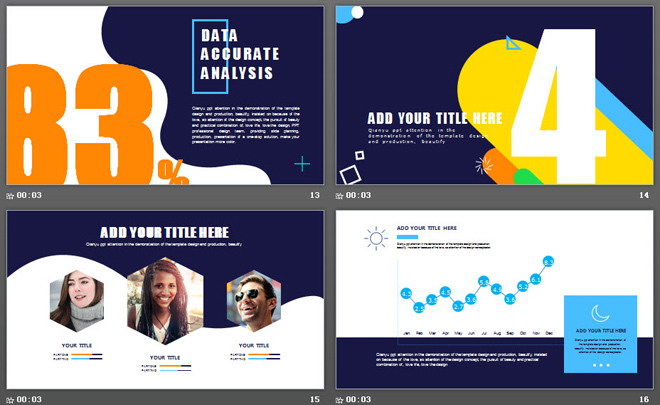 DATA
ACCURATE
ANALYSIS
83%
Qianyu ppt attention in the demonstration of the template
design and production, beautify, insisted on because of the
love, so attention of the design concept, the pursuit of beauty
and practical combination of, love life, love the design PPT
professional design team, providing slide planning,
production, presentation of a one-stop solution, make your
presentation more color.
00:03
13
4
ADD YOUR TITLE HERE
Qianyu ppt attention in the
demonstration of the template design
and production, beautify
00:03
14
ADD YOUR TITLE HERE
Qianyu ppt attention in the demonstration of the template design and production, beautify
YOUR TITLE
YOUR TITLE
YOUR TITLE
00:03
15
ADD YOUR TITLE HERE
4.3
2.5
3.5
4.5
2.7
3.6
5.8
4.8
3.6
5.2
6.1
8.3
Jan Feb Mar Apr May Jun Jul Aug Sep Oct Nov Dec
ADD YOUR TITLE HERE
Qianyu ppt attention in the demonstration of the template design and production, beautify, insisted
on because of the love, so attention of the design concept, the pursuit of beauty and practical
combination of, love life, love the design
00:03
16